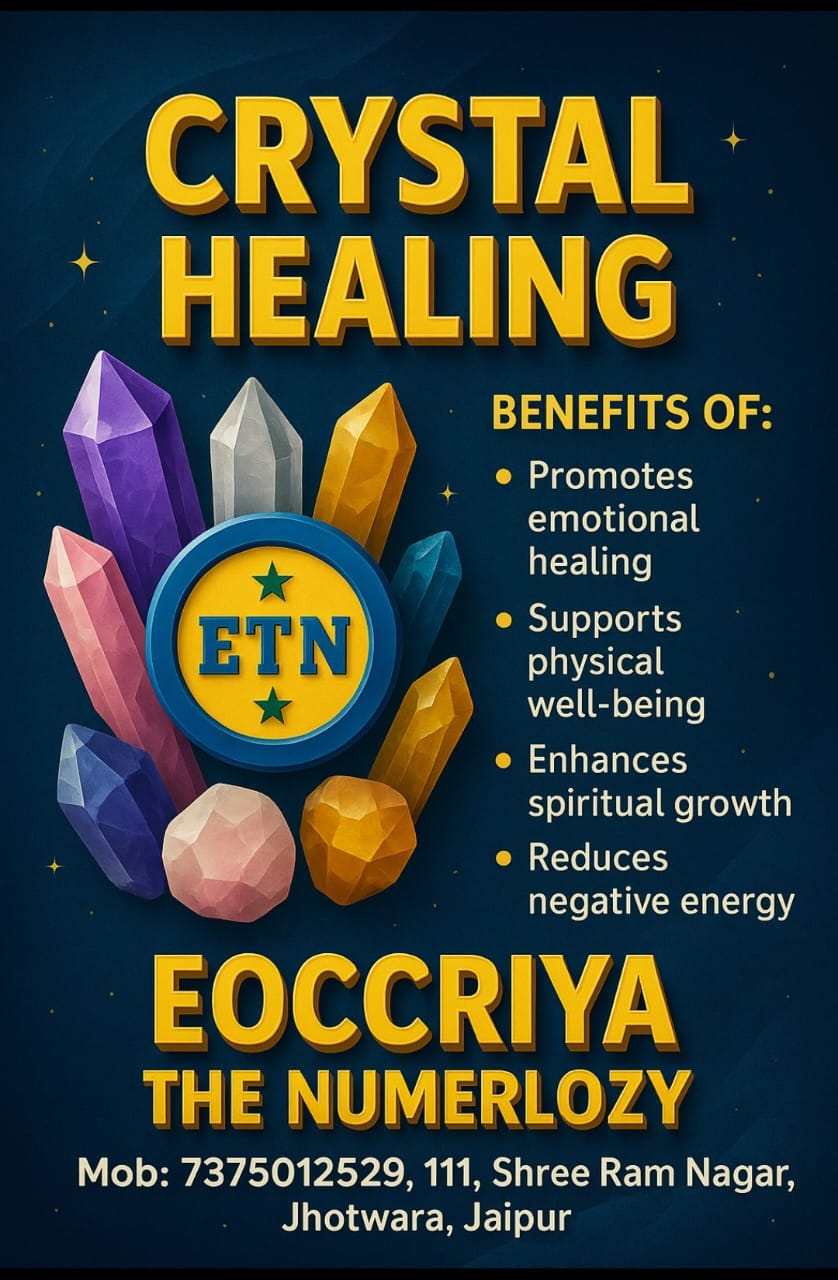 CRYSTAL
HEALING
ETN
BENEFITS OF:
• Promotes
emotional
healing
• Supports
physical
well-being
• Enhances
spiritual growth
• Reduces
negative energy
EOCCRIYA
THE NUMERLOZY
Mob: 7375012529, 111, Shree Ram Nagar,
Jhotwara, Jaipur